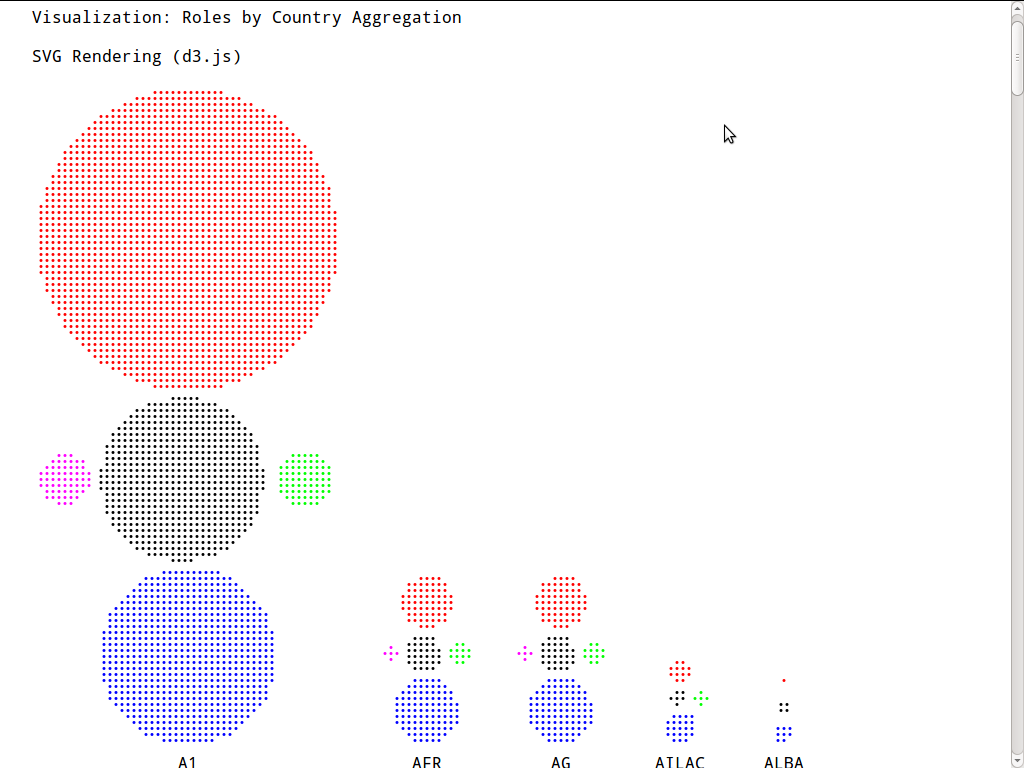 Visualization: Roles by Country Aggregation
SVG Rendering (d3.js)
A1 AFR AG AILAC ALBA